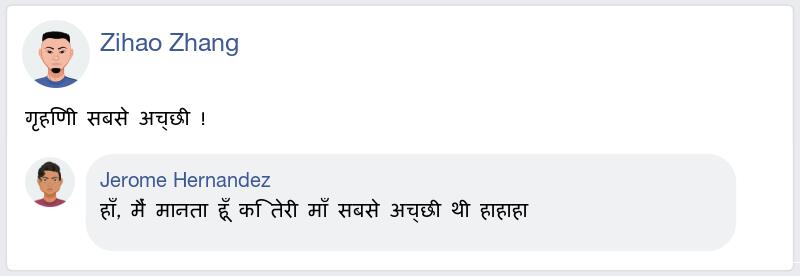 Zihao Zhang
गृहणिी सबसे अच्छी !
Jerome Hernandez
हाँ, मैं मानता हूँ कि तेरी माँ सबसे अच्छी थी हाहाहा